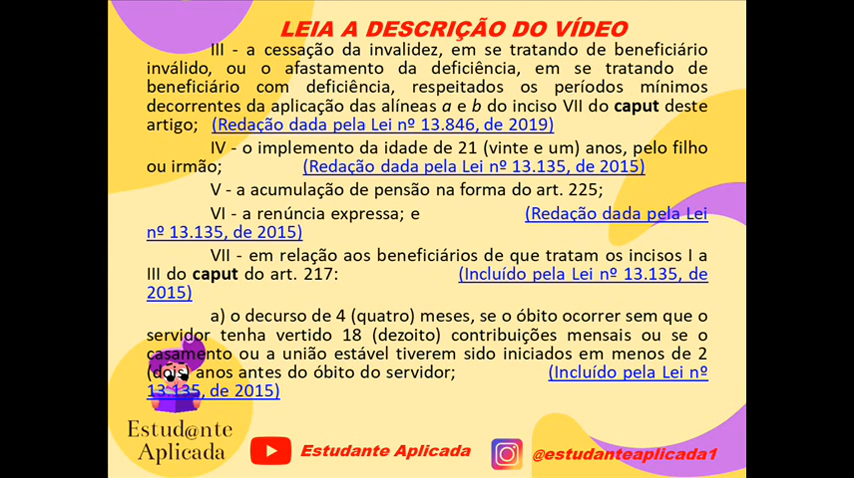 LEIA A DESCRIÇÃO DO VÍDEO
III - a cessação da invalidez, em se tratando de beneficiário
inválido, ou o afastamento da deficiência, em se tratando de
beneficiário com deficiência, respeitados os períodos mínimos
decorrentes da aplicação das alíneas a e b do inciso VII do caput deste
artigo; (Redação dada pela Lei nº 13.846, de 2019)
IV - o implemento da idade de 21 (vinte e um) anos, pelo filho
ou irmão; (Redação dada pela Lei nº 13.135, de 2015)
V - a acumulação de pensão na forma do art. 225;
VI - a renúncia expressa; e (Redação dada pela Lei
nº 13.135, de 2015)
VII - em relação aos beneficiários de que tratam os incisos I a
III do caput do art. 217: (Incluído pela Lei nº 13.135, de
2015)
a) o decurso de 4 (quatro) meses, se o óbito ocorrer sem que o
servidor tenha vertido 18 (dezoito) contribuições mensais ou se o
casamento ou a união estável tiverem sido iniciados em menos de 2
(dois) anos antes do óbito do servidor; (Incluído pela Lei nº
13.135, de 2015)
Estud@nte
Aplicada
Estudante Aplicada
@estudanteaplicada1